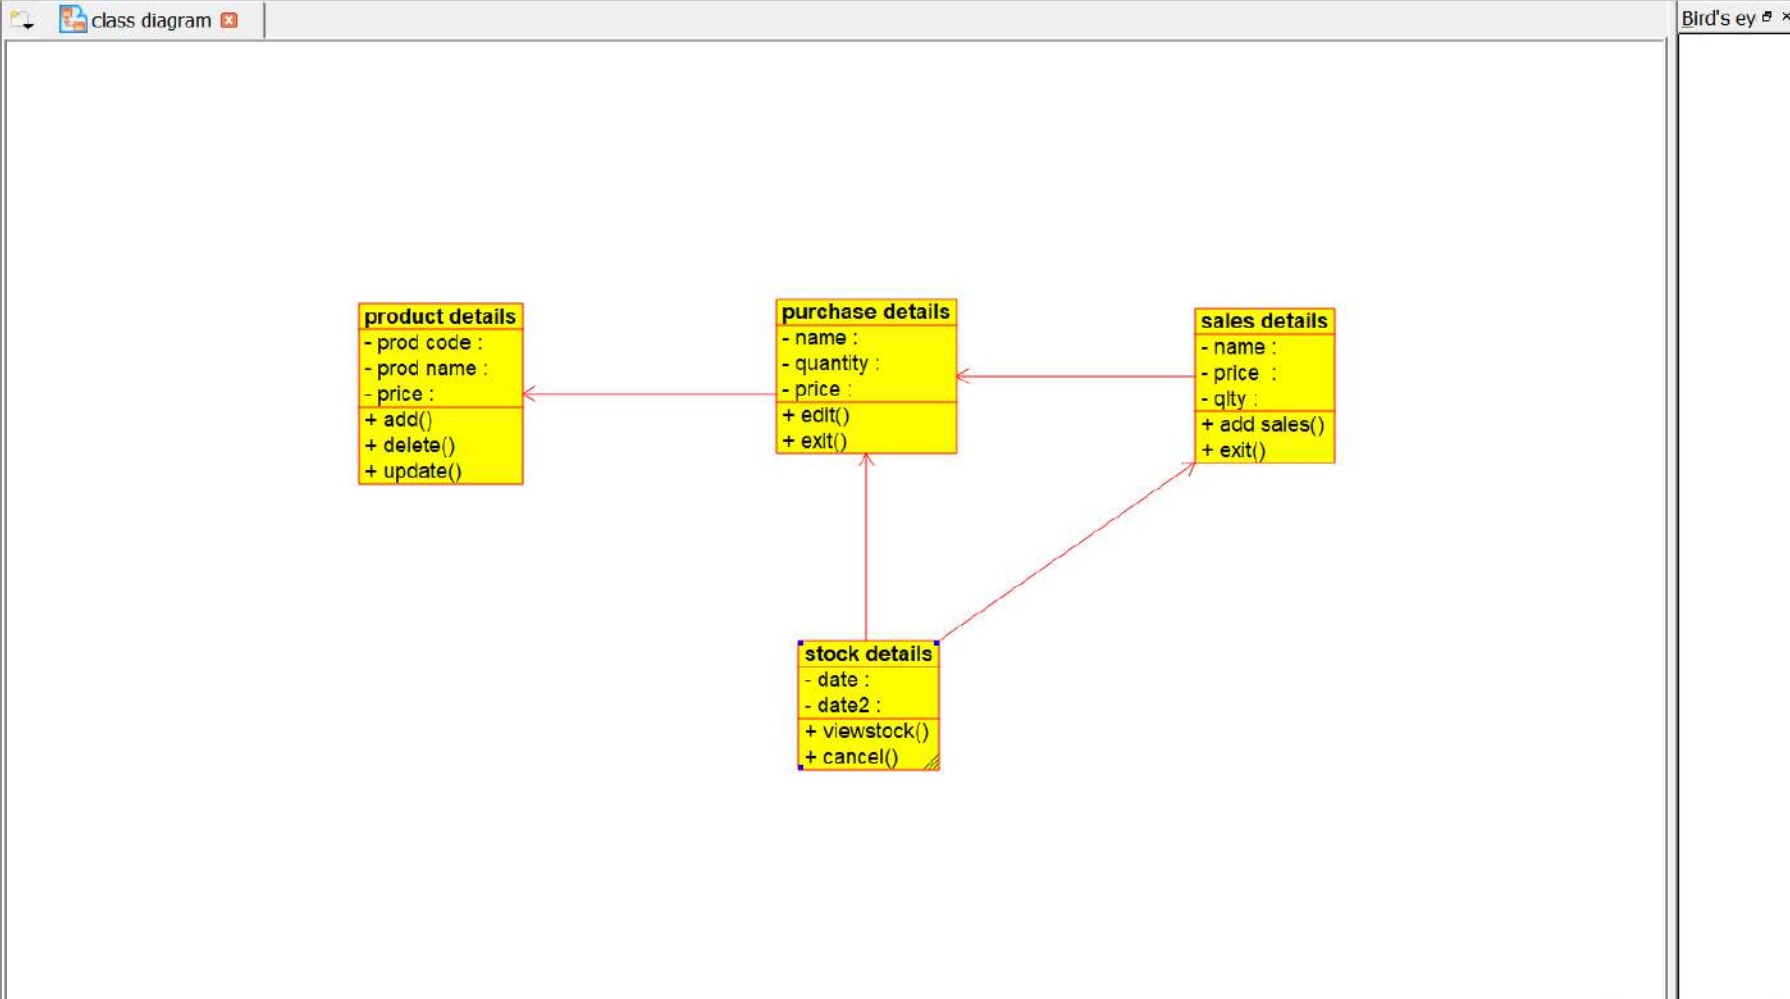 class diagram
Bird's ey
product details
- prod code :
- prod name :
- price :
+ add()
+ delete()
+ update()
purchase details
- name :
- quantity :
- price :
+ edit()
+ exit()
sales details
- name :
- price :
- qlty :
+ add sales()
+ exit()
stock details
- date :
- date2 :
+ viewstock()
+ cancel()